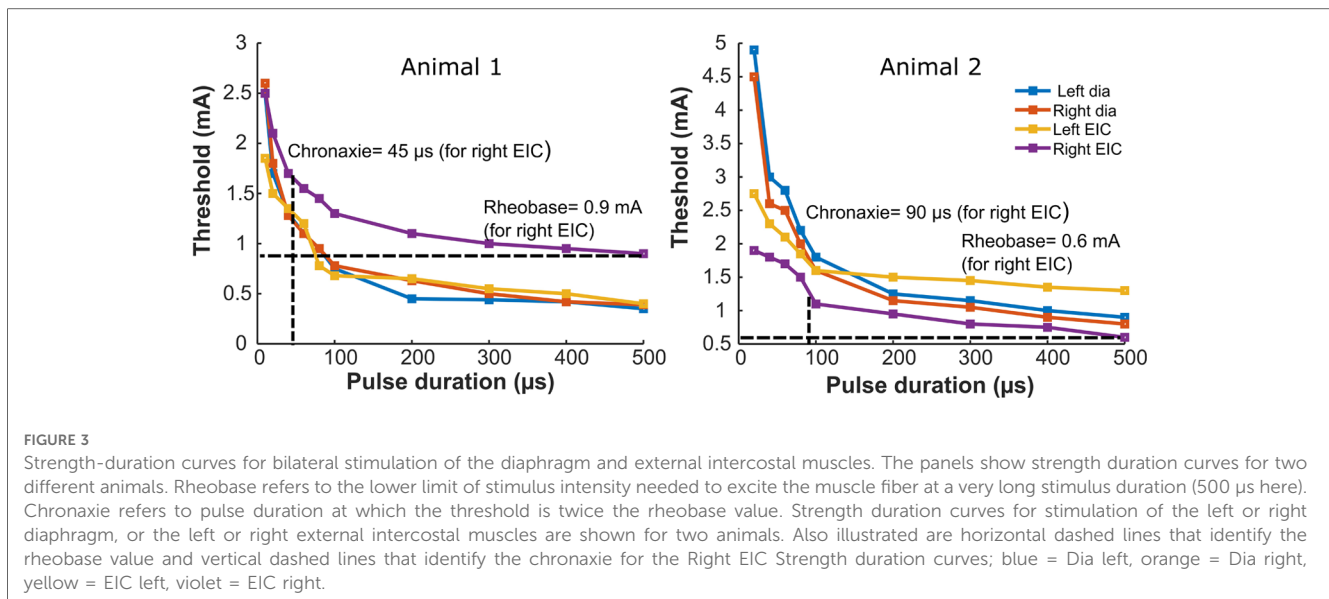 Animal 1
Threshold (mA)
3
2.5
2
1.5
1
0.5
0
Chronaxie= 45 µs (for right EIC)
Rheobase= 0.9 mA
(for right EIC)
0 100 200 300 400 500
Pulse duration (µs)
Animal 2
Threshold (mA)
5
4.5
4
3.5
3
2.5
2
1.5
1
0.5
Left dia
Right dia
Left EIC
Right EIC
Chronaxie= 90 µs (for right EIC)
Rheobase= 0.6 mA
(for right EIC)
0 100 200 300 400 500
Pulse duration (µs)
FIGURE 3
Strength-duration curves for bilateral stimulation of the diaphragm and external intercostal muscles. The panels show strength duration curves for two
different animals. Rheobase refers to the lower limit of stimulus intensity needed to excite the muscle fiber at a very long stimulus duration (500 µs here).
Chronaxie refers to pulse duration at which the threshold is twice the rheobase value. Strength duration curves for stimulation of the left or right
diaphragm, or the left or right external intercostal muscles are shown for two animals. Also illustrated are horizontal dashed lines that identify the
rheobase value and vertical dashed lines that identify the chronaxie for the Right EIC Strength duration curves; blue = Dia left, orange = Dia right,
yellow = EIC left, violet = EIC right.